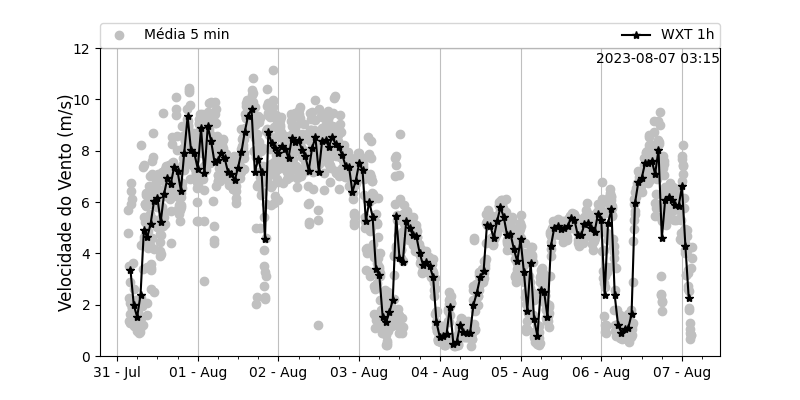 Média 5 min
WXT 1h
2023-08-07 03:15
Velocidade do Vento (m/s)
12
10
8
6
4
2
0
31 - Jul
01 - Aug
02 - Aug
03 - Aug
04 - Aug
05 - Aug
06 - Aug
07 - Aug